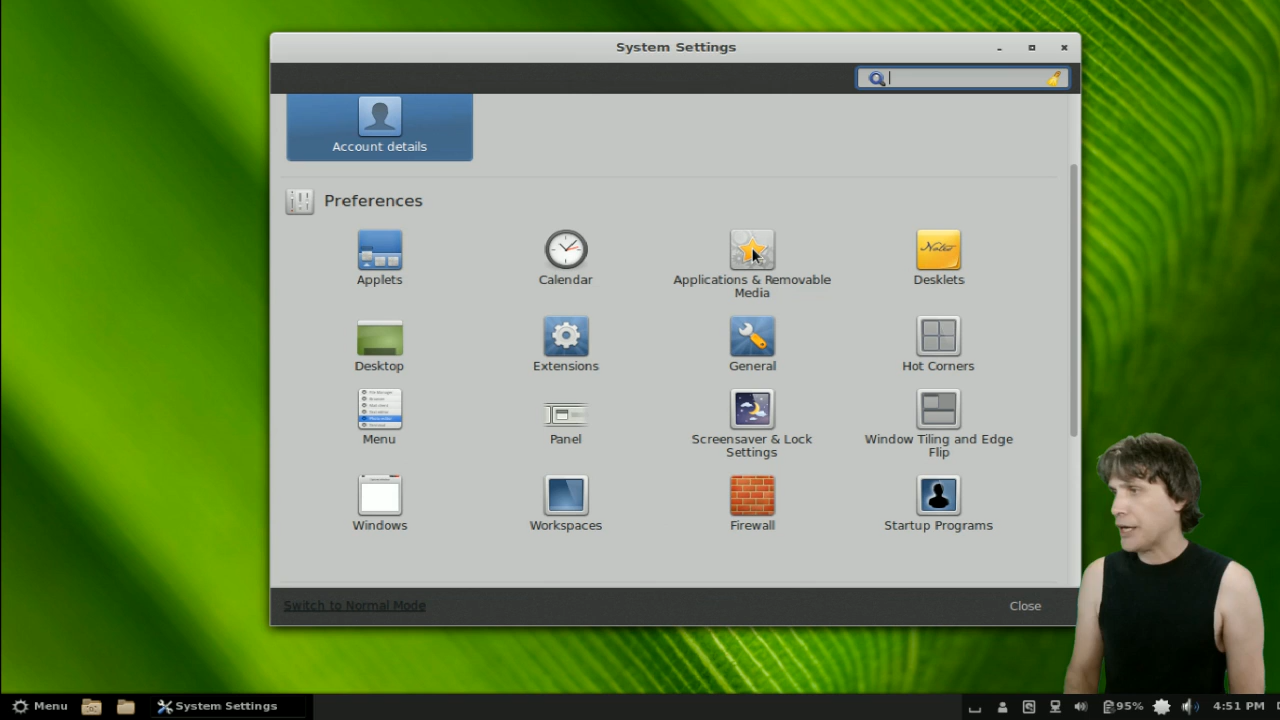 System Settings
Account details
Preferences
Applets
Calendar
Applications & Removable
Media
Desklets
Desktop
Extensions
General
Hot Corners
Menu
Panel
Screensaver & Lock
Settings
Window Tiling and Edge
Flip
Windows
Workspaces
Firewall
Startup Programs
Switch to Normal Mode
Close
Menu
System Settings
95%
4:51 PM